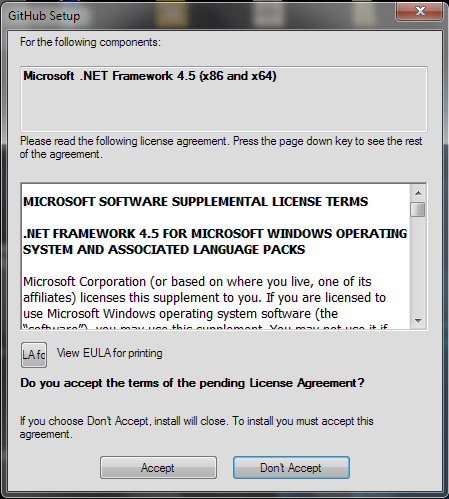 GitHub Setup
For the following components:
Microsoft .NET Framework 4.5 (x86 and x64)
Please read the following license agreement. Press the page down key to see the rest
of the agreement.
MICROSOFT SOFTWARE SUPPLEMENTAL LICENSE TERMS
.NET FRAMEWORK 4.5 FOR MICROSOFT WINDOWS OPERATING
SYSTEM AND ASSOCIATED LANGUAGE PACKS
Microsoft Corporation (or based on where you live, one of its
affiliates) licenses this supplement to you. If you are licensed to
use Microsoft Windows operating system software (the
“software”), you may use this supplement. You may not use it if
LA fo
View EULA for printing
Do you accept the terms of the pending License Agreement?
If you choose Don't Accept, install will close. To install you must accept this
agreement.
Accept
Don't Accept